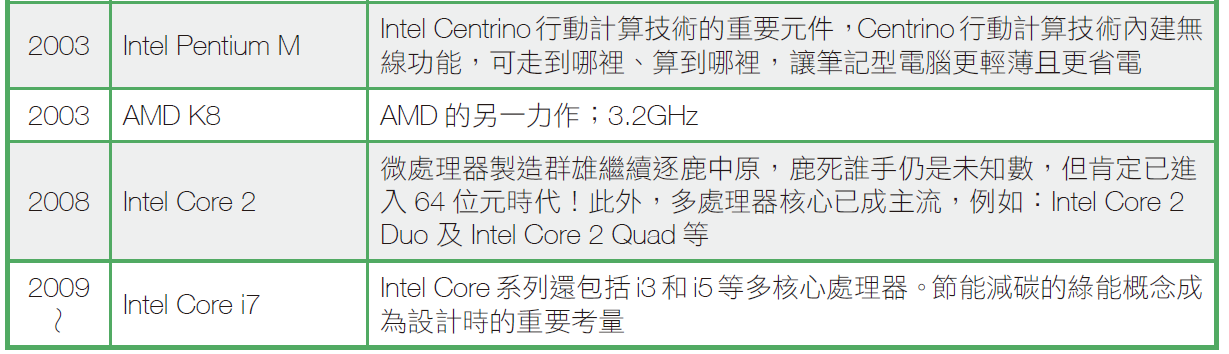 2003
Intel Pentium M
Intel Centrino 行動計算技術的重要元件，Centrino 行動計算技術內建無
線功能，可走到哪裡、算到哪裡，讓筆記型電腦更輕薄且更省電
2003
AMD K8
AMD 的另一力作；3.2GHz
2008
Intel Core 2
微處理器製造群雄繼續逐鹿中原，鹿死誰手仍是未知數，但肯定已進
入 64 位元時代！此外，多處理器核心已成主流，例如：Intel Core 2
Duo 及 Intel Core 2 Quad 等
2009
～
Intel Core i7
Intel Core 系列還包括 i3 和 i5 等多核心處理器。節能減碳的綠能概念成
為設計時的重要考量